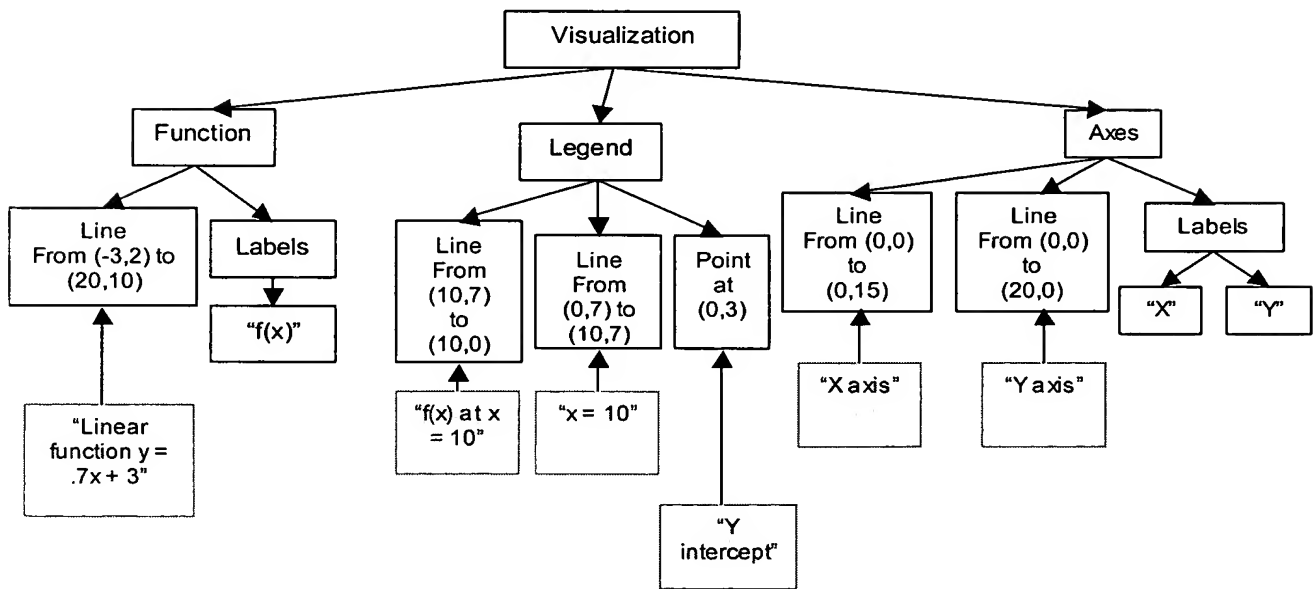 Visualization
Function
Legend
Axes
Line
From (-3,2) to
(20,10)
Labels
"f(x)"
"Linear
function y =
.7x + 3"
Line
From
(10,7)
to
(10,0)
Line
From
(0,7) to
(10,7)
Point
at
(0,3)
"f(x) at x
= 10"
"x = 10"
"Y
intercept"
Line
From (0,0)
to
(0,15)
Line
From (0,0)
to
(20,0)
Labels
"X"
"Y"
"X axis"
"Y axis"